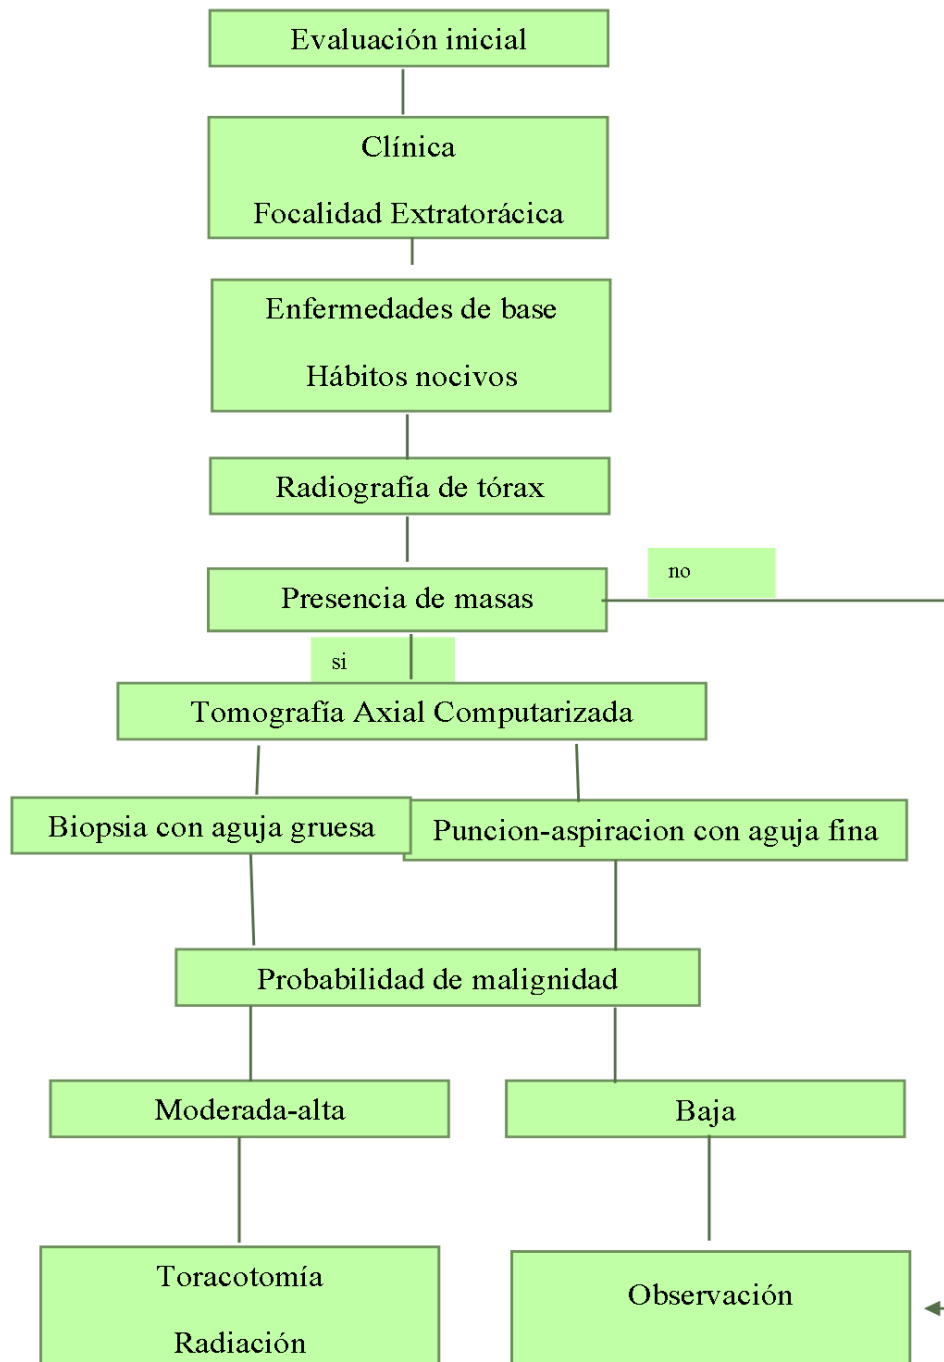 Evaluación inicial
Clínica
Focalidad Extratorácica
Enfermedades de base
Hábitos nocivos
Radiografía de tórax
no
Presencia de masas
si
Tomografía Axial Computarizada
Biopsia con aguja gruesa
Puncion-aspiracion con aguja fina
Probabilidad de malignidad
Moderada-alta
Baja
Toracotomía
Radiación
Observación